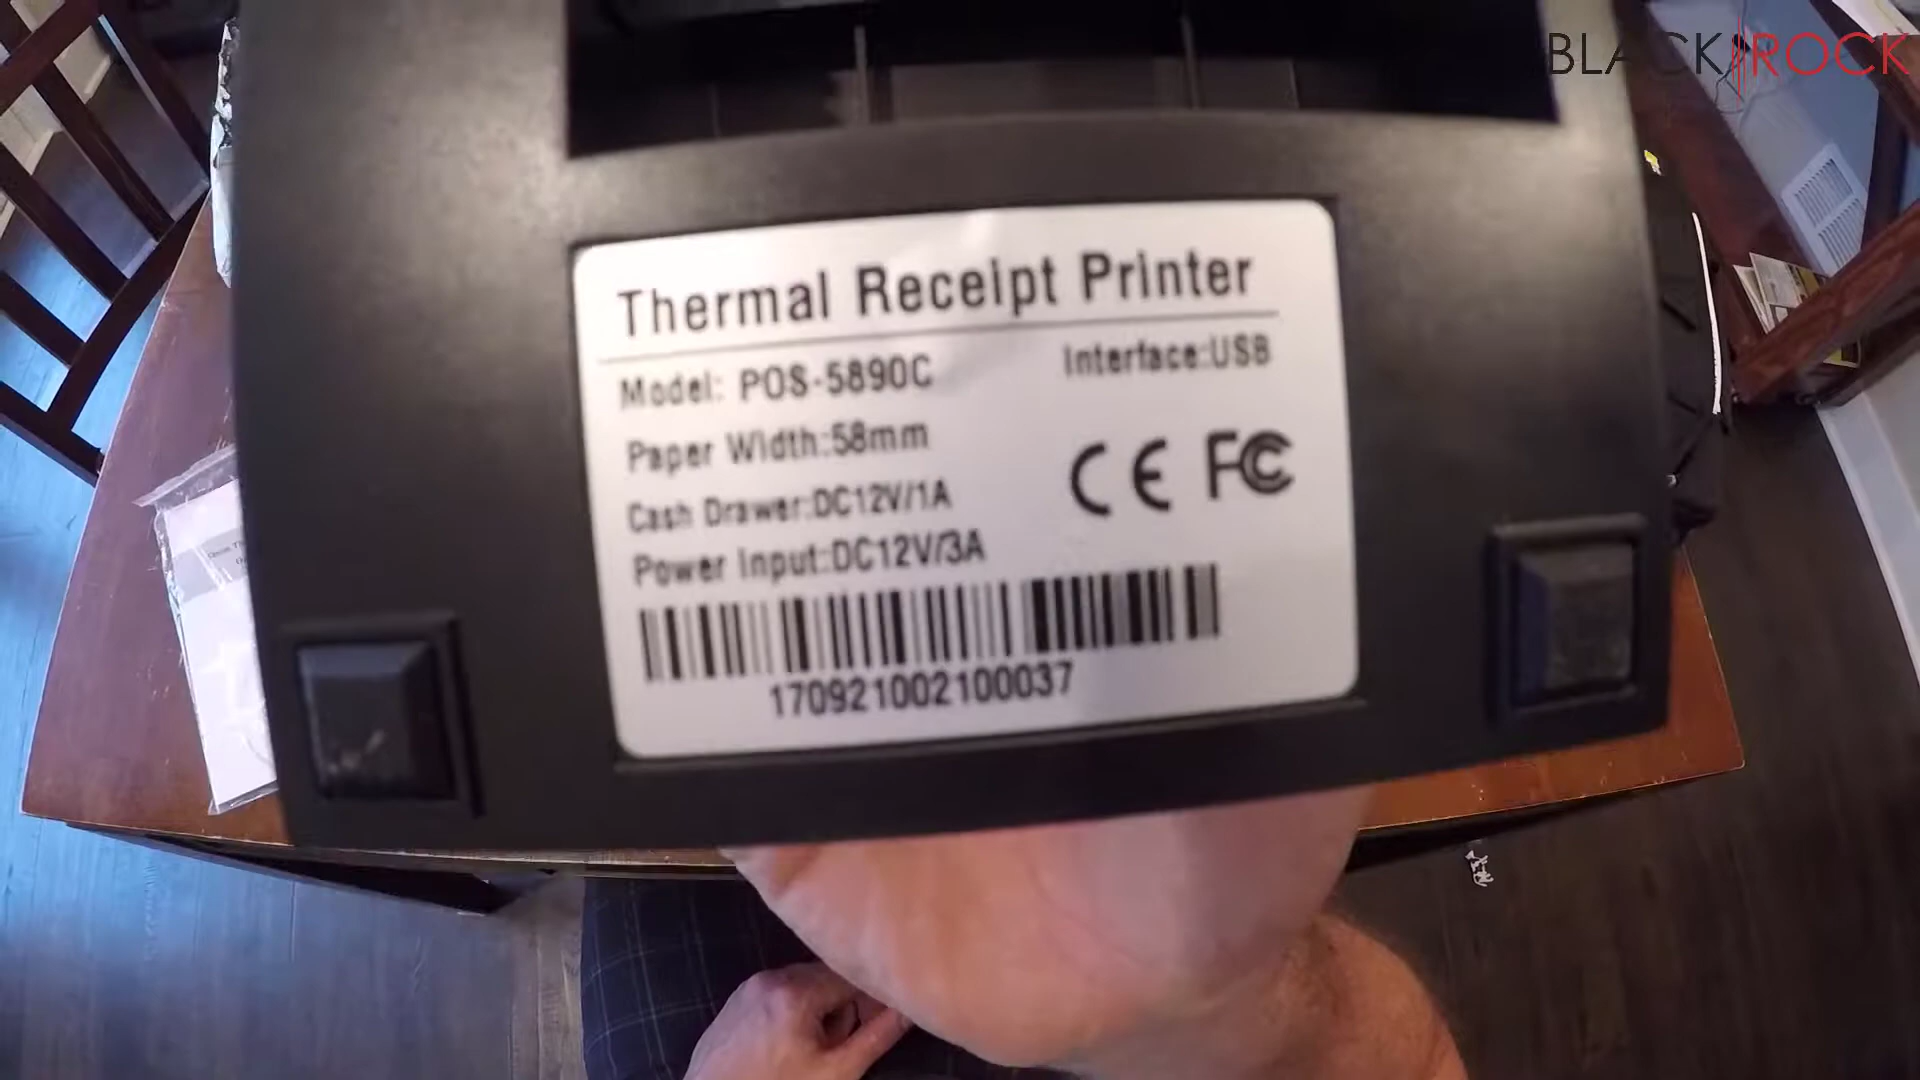 BLACK ROCK
Thermal Receipt Printer
Model: POS-5890C
Interface:USB
Paper Width:58mm
Cash Drawer:DC12V/1A
CE FC
Power Input:DC12V/3A
170921002100037